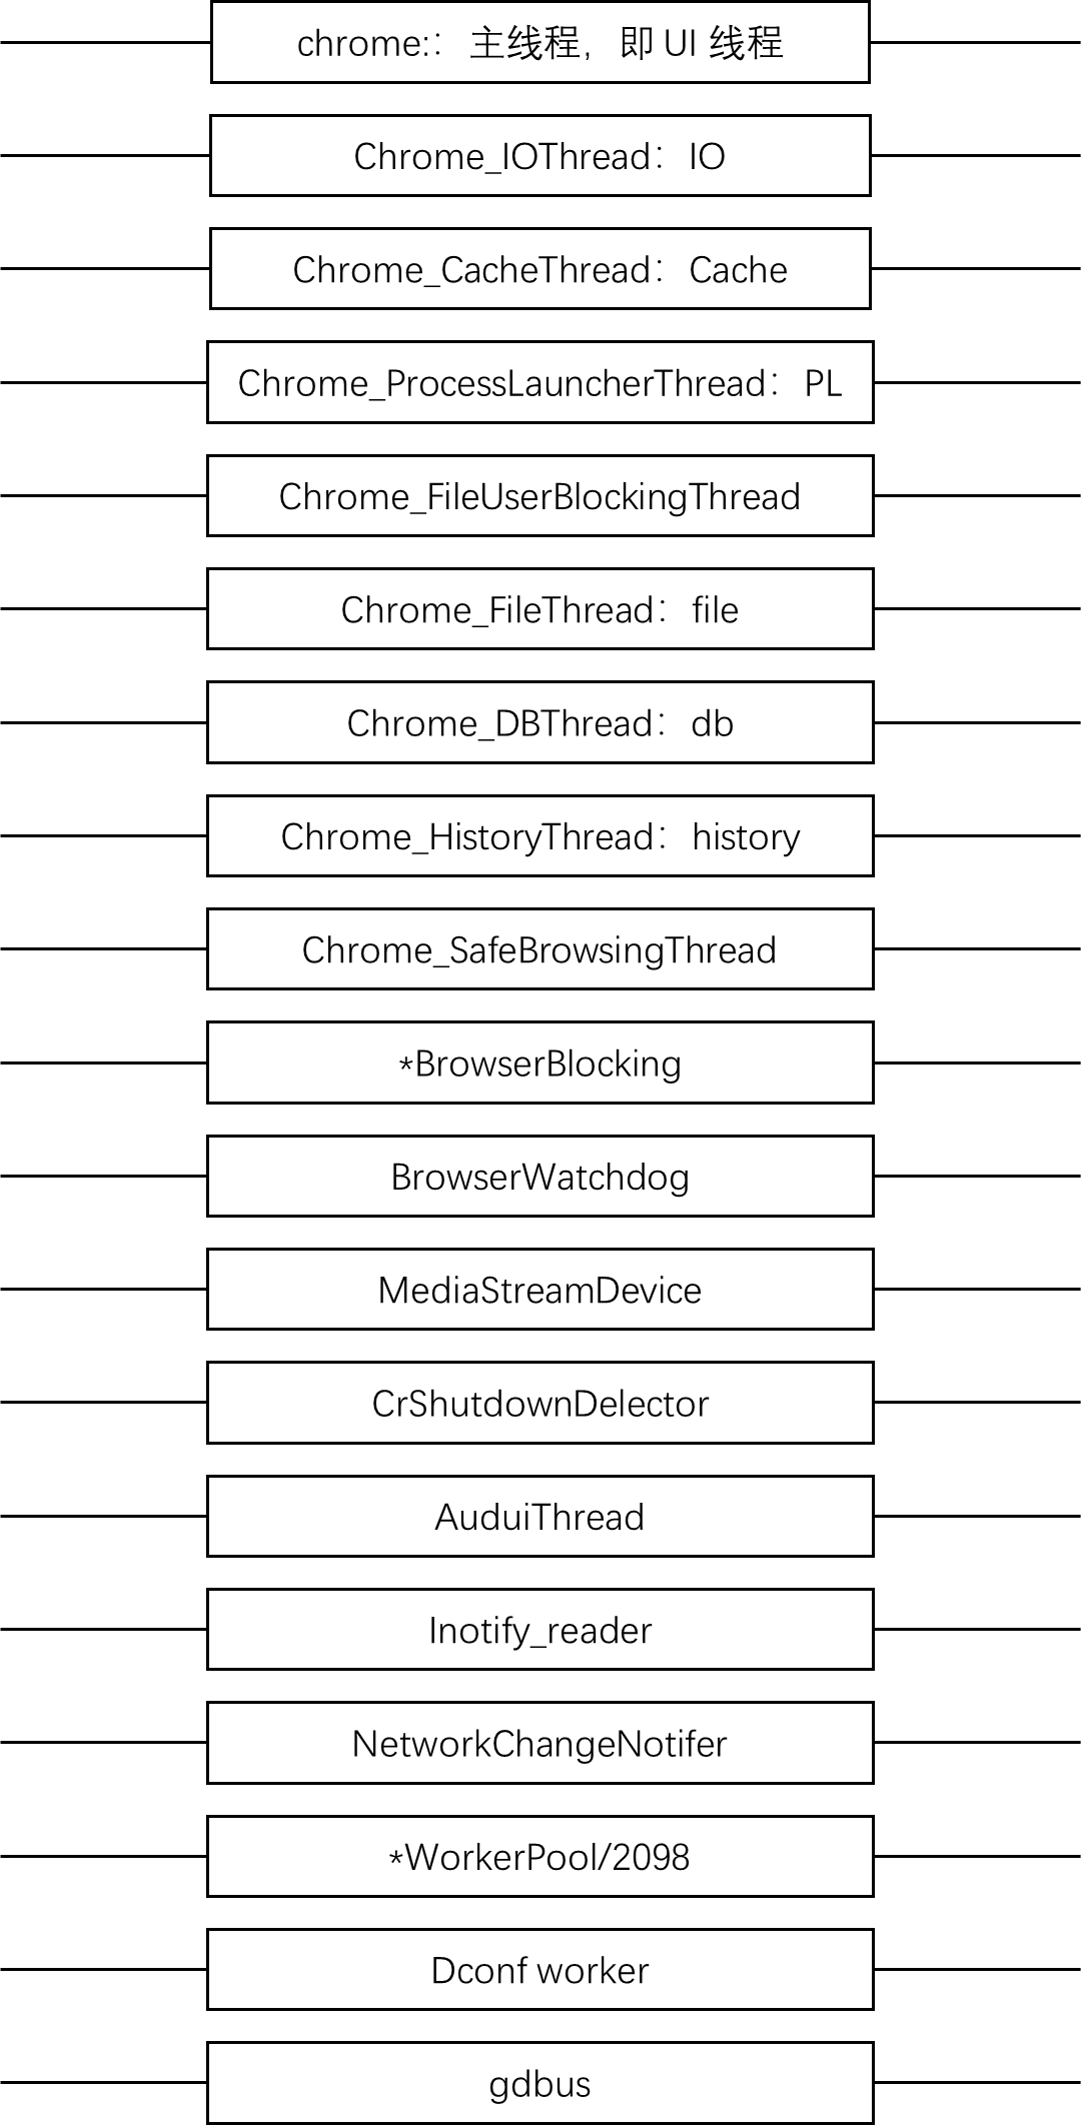 chrome:：主线程，即 UI 线程
Chrome_IOThread：IO
Chrome_CacheThread：Cache
Chrome_ProcessLauncherThread：PL
Chrome_FileUserBlockingThread
Chrome_FileThread：file
Chrome_DBThread：db
Chrome_HistoryThread：history
Chrome_SafeBrowsingThread
*BrowserBlocking
BrowserWatchdog
MediaStreamDevice
CrShutdownDelector
AuduiThread
Inotify_reader
NetworkChangeNotifer
*WorkerPool/2098
Dconf worker
gdbus